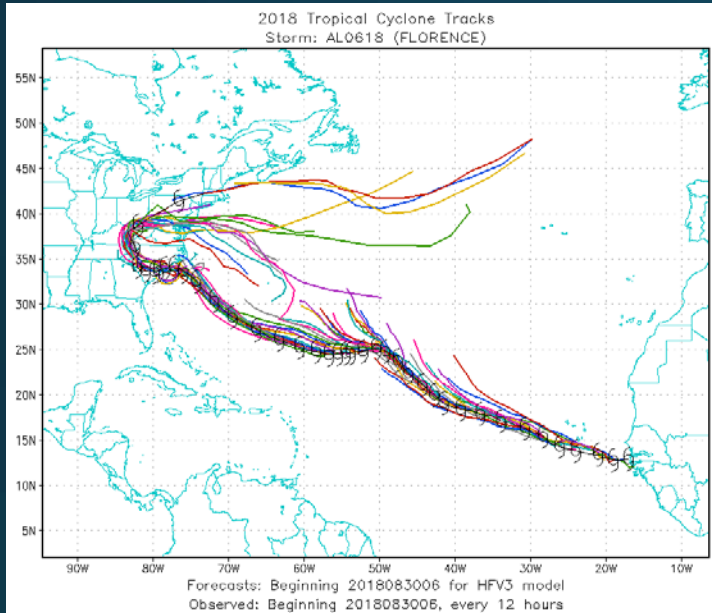 2018 Tropical Cyclone Tracks
Storm: AL0618 (FLORENCE)
55N
50N
45N
40N
35N
30N
25N
20N
15N
10N
5N
90W 80W 70W 60W 50W 40W 30W 20W 10W
Forecasts: Beginning 2018083006 for HFV3 model
Observed: Beginning 2018083006, every 12 hours